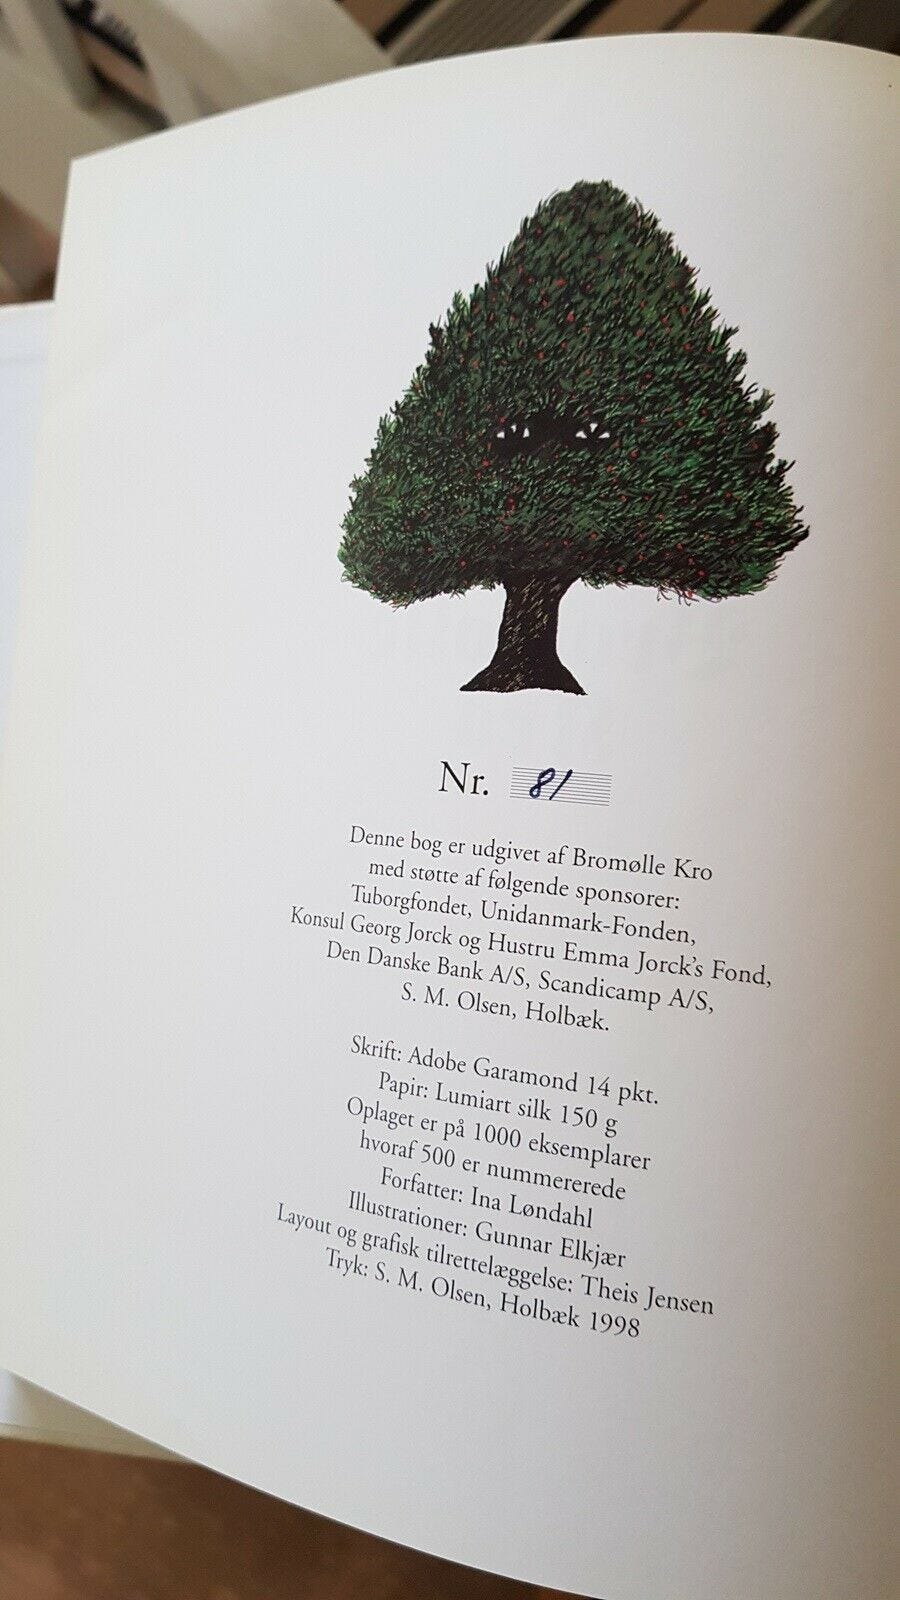 Nr. 81
Denne bog er udgivet af Bromølle Kro
med støtte af følgende sponsorer:
Tuborgfondet, Unidanmark-Fonden,
Konsul Georg Jorck og Hustru Emma Jorck's Fond,
Den Danske Bank A/S, Scandicamp A/S,
S. M. Olsen, Holbæk.
Skrift: Adobe Garamond 14 pkt.
Papir: Lumiart silk 150 g
Oplaget er på 1000 eksemplarer
hvoraf 500 er nummererede
Forfatter: Ina Løndahl
Illustrationer: Gunnar Elkjær
Layout og grafisk tilrettelæggelse: Theis Jensen
Tryk: S. M. Olsen, Holbæk 1998